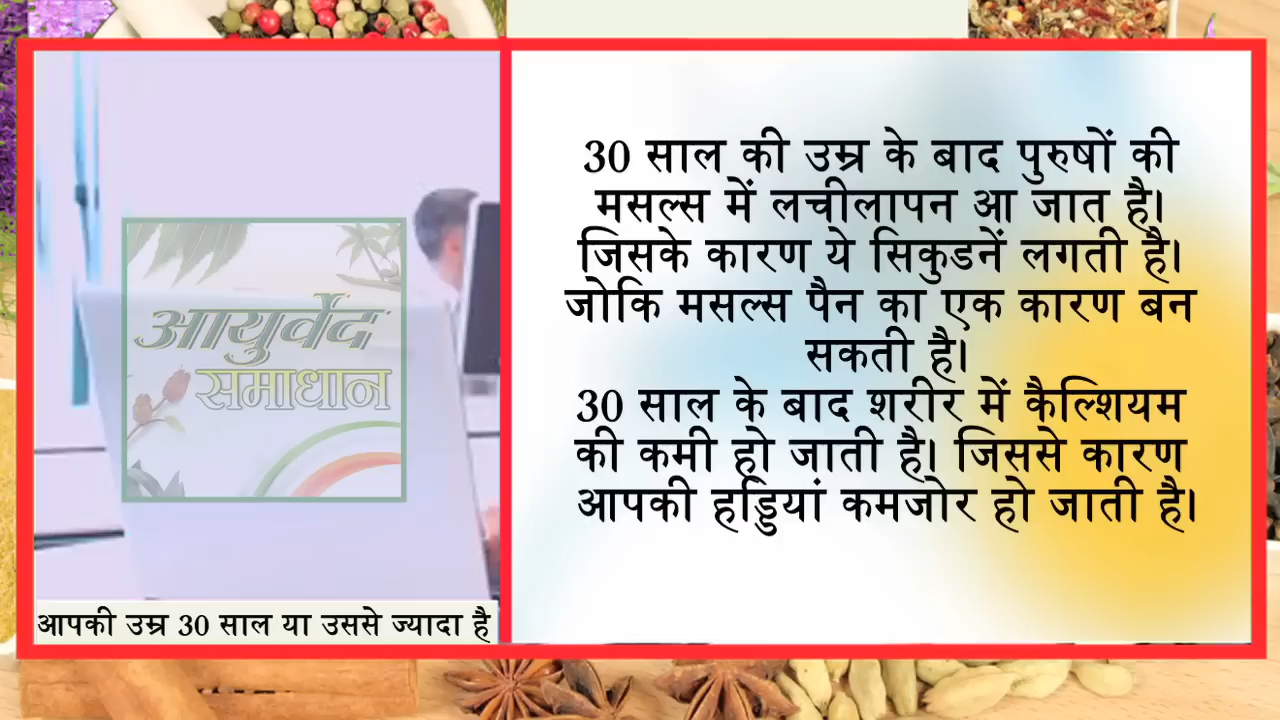 आयुर्वेद
समाधान
आपकी उम्र 30 साल या उससे ज्यादा है
30 साल की उम्र के बाद पुरुषों की
मसल्स में लचीलापन आ जात है।
जिसके कारण ये सिकुडनें लगती है।
जोकि मसल्स पैन का एक कारण बन
सकती है।
30 साल के बाद शरीर में कैल्शियम
की कमी हो जाती है। जिससे कारण
आपकी हड्डियां कमजोर हो जाती है।